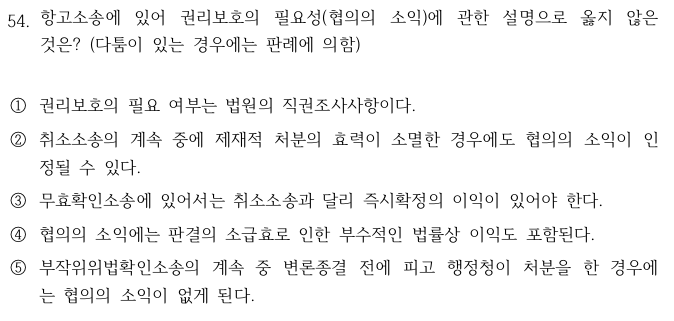 54. 항고소송에 있어 권리보호의 필요성(협의의 소익)에 관한 설명으로 옳지 않은
것은? (다툼이 있는 경우에는 판례에 의함)
① 권리보호의 필요 여부는 법원의 직권조사사항이다.
② 취소소송의 계속 중에 제재적 처분의 효력이 소멸한 경우에도 협의의 소익이 인
정될 수 있다.
③ 무효확인소송에 있어서는 취소소송과 달리 즉시확정의 이익이 있어야 한다.
④ 협의의 소익에는 판결의 소급효로 인한 부수적인 법률상 이익도 포함된다.
⑤ 부작위위법확인소송의 계속 중 변론종결 전에 피고 행정청이 처분을 한 경우에
는 협의의 소익이 없게 된다.